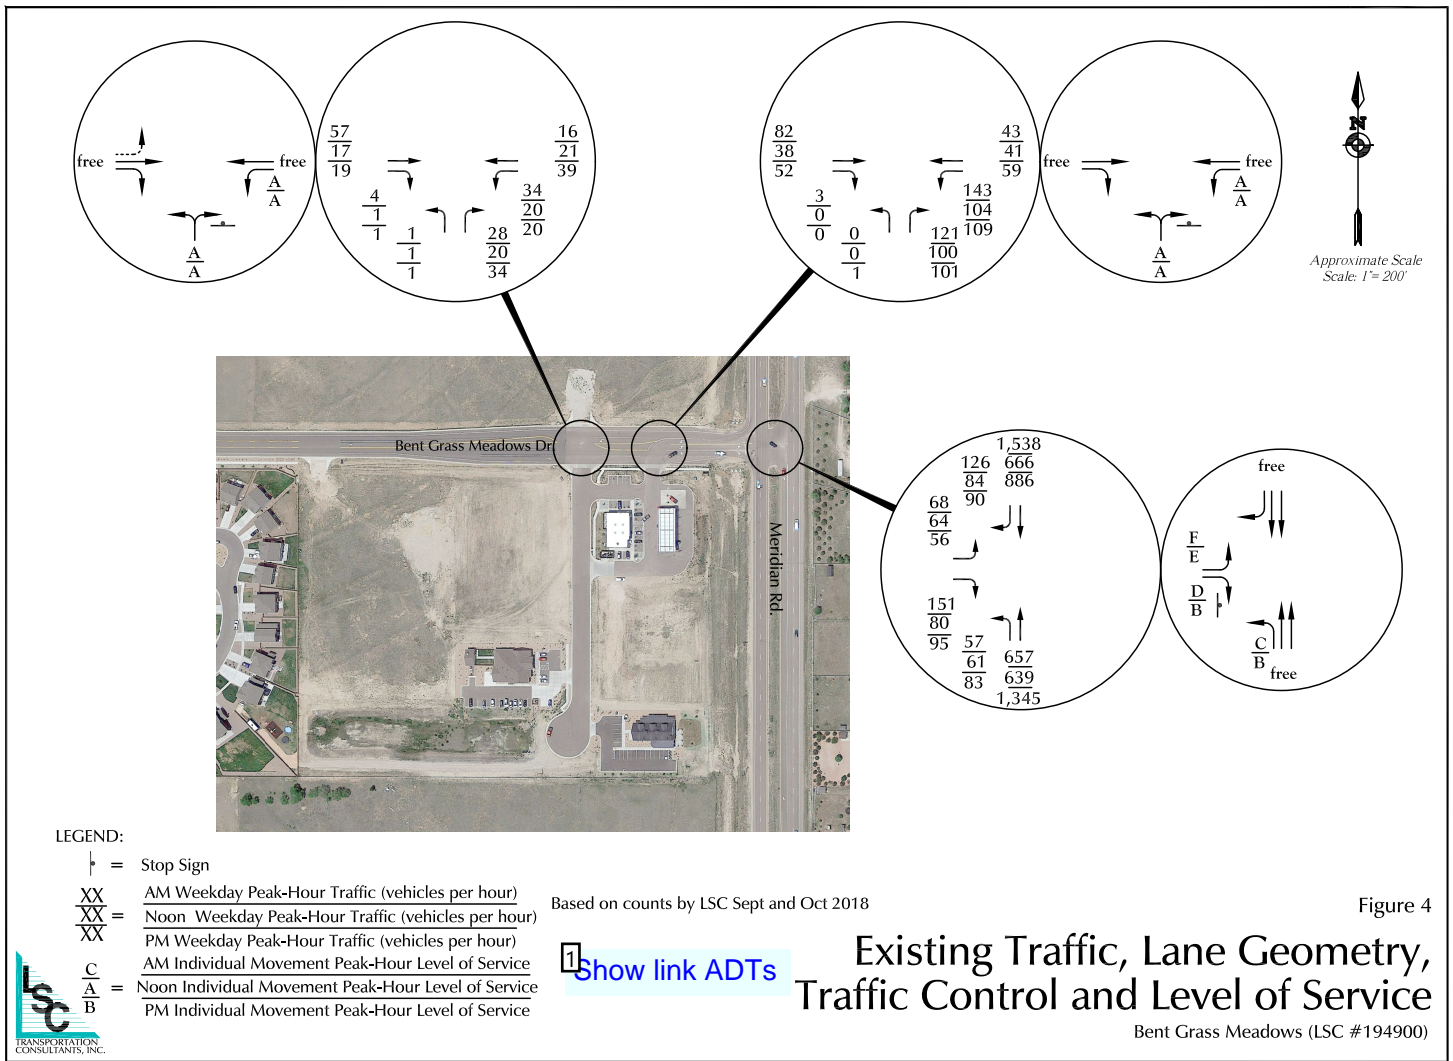 free
free
A
A
A
A
57
17
19
16
21
39
4
1
1
34
20
20
1
1
1
28
20
34
82
38
52
43
41
59
3
0
0
143
104
109
0
0
1
121
100
101
free
free
A
A
A
A
N
Approximate Scale
Scale: 1"= 200'
Bent Grass Meadows Dr.
Meridian Rd.
1,538
666
886
126
84
90
68
64
56
151
80
95
57
61
83
657
639
1,345
free
F
E
D
B
C
B
free
LEGEND:
= Stop Sign
XX
XX
XX
=
AM Weekday Peak-Hour Traffic (vehicles per hour)
Noon Weekday Peak-Hour Traffic (vehicles per hour)
PM Weekday Peak-Hour Traffic (vehicles per hour)
C
A
B
=
AM Individual Movement Peak-Hour Level of Service
Noon Individual Movement Peak-Hour Level of Service
PM Individual Movement Peak-Hour Level of Service
Based on counts by LSC Sept and Oct 2018
1
Show link ADTs
Figure 4
Existing Traffic, Lane Geometry,
Traffic Control and Level of Service
Bent Grass Meadows (LSC #194900)
LSC
TRANSPORTATION
CONSULTANTS, INC.